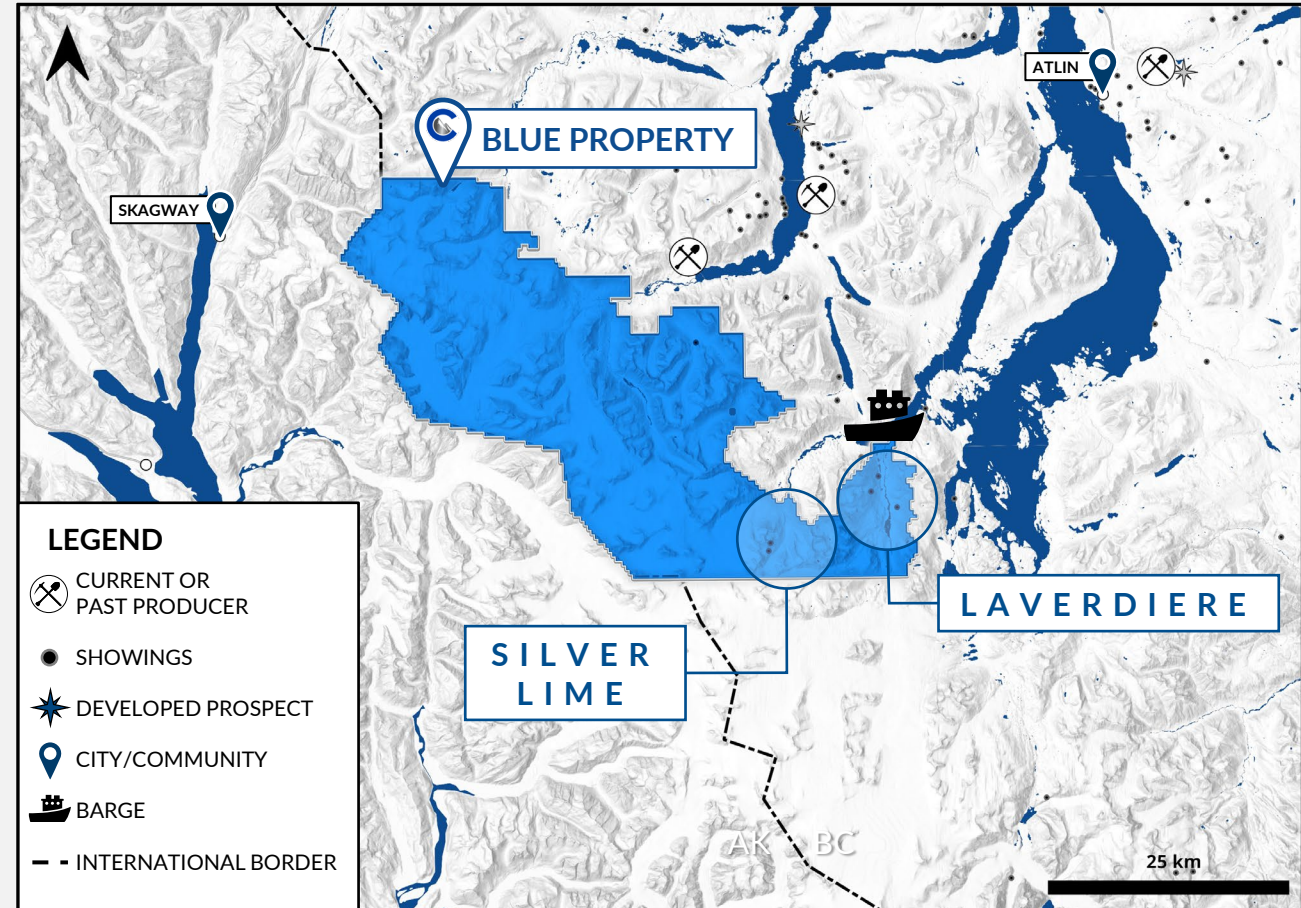 ATLIN
C BLUE PROPERTY
SKAGWAY
LEGEND
CURRENT OR
PAST PRODUCER
SHOWINGS
DEVELOPED PROSPECT
CITY/COMMUNITY
BARGE
INTERNATIONAL BORDER
LAVERDIERE
SILVER
LIME
AK BC
25 km